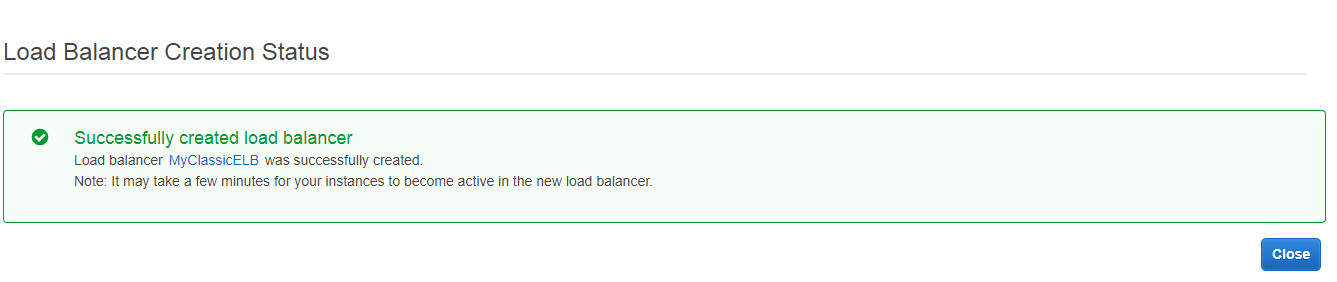 Load Balancer Creation Status
Successfully created load balancer
Load balancer MyClassicELB was successfully created.
Note: It may take a few minutes for your instances to become active in the new load balancer.
Close